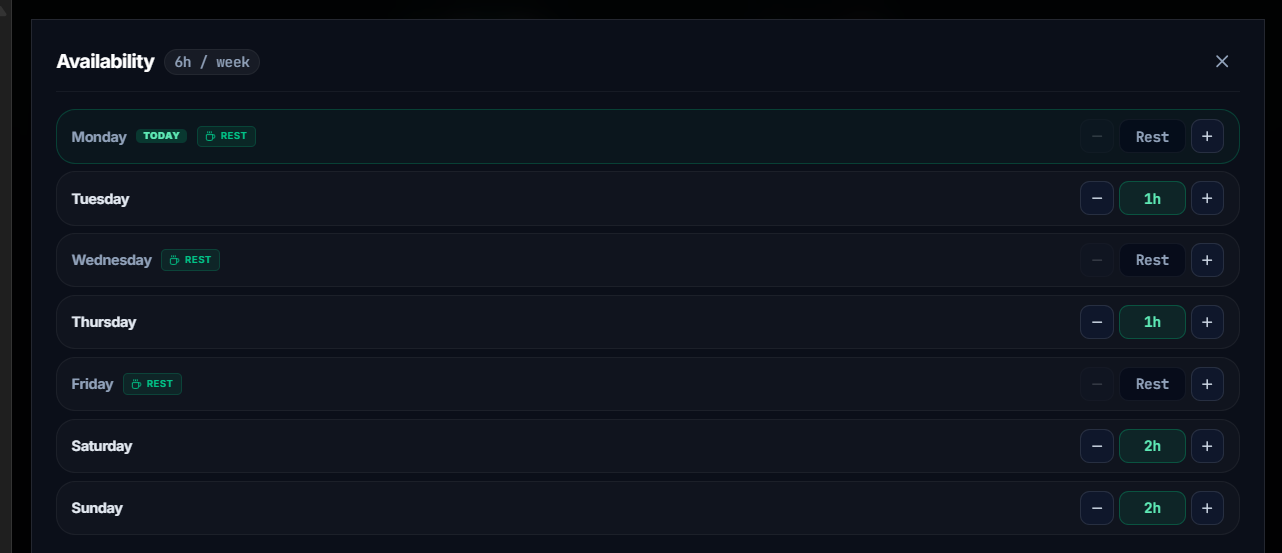 Availability 6h / week
Monday TODAY REST − Rest +
Tuesday − 1h +
Wednesday REST − Rest +
Thursday − 1h +
Friday REST − Rest +
Saturday − 2h +
Sunday − 2h +